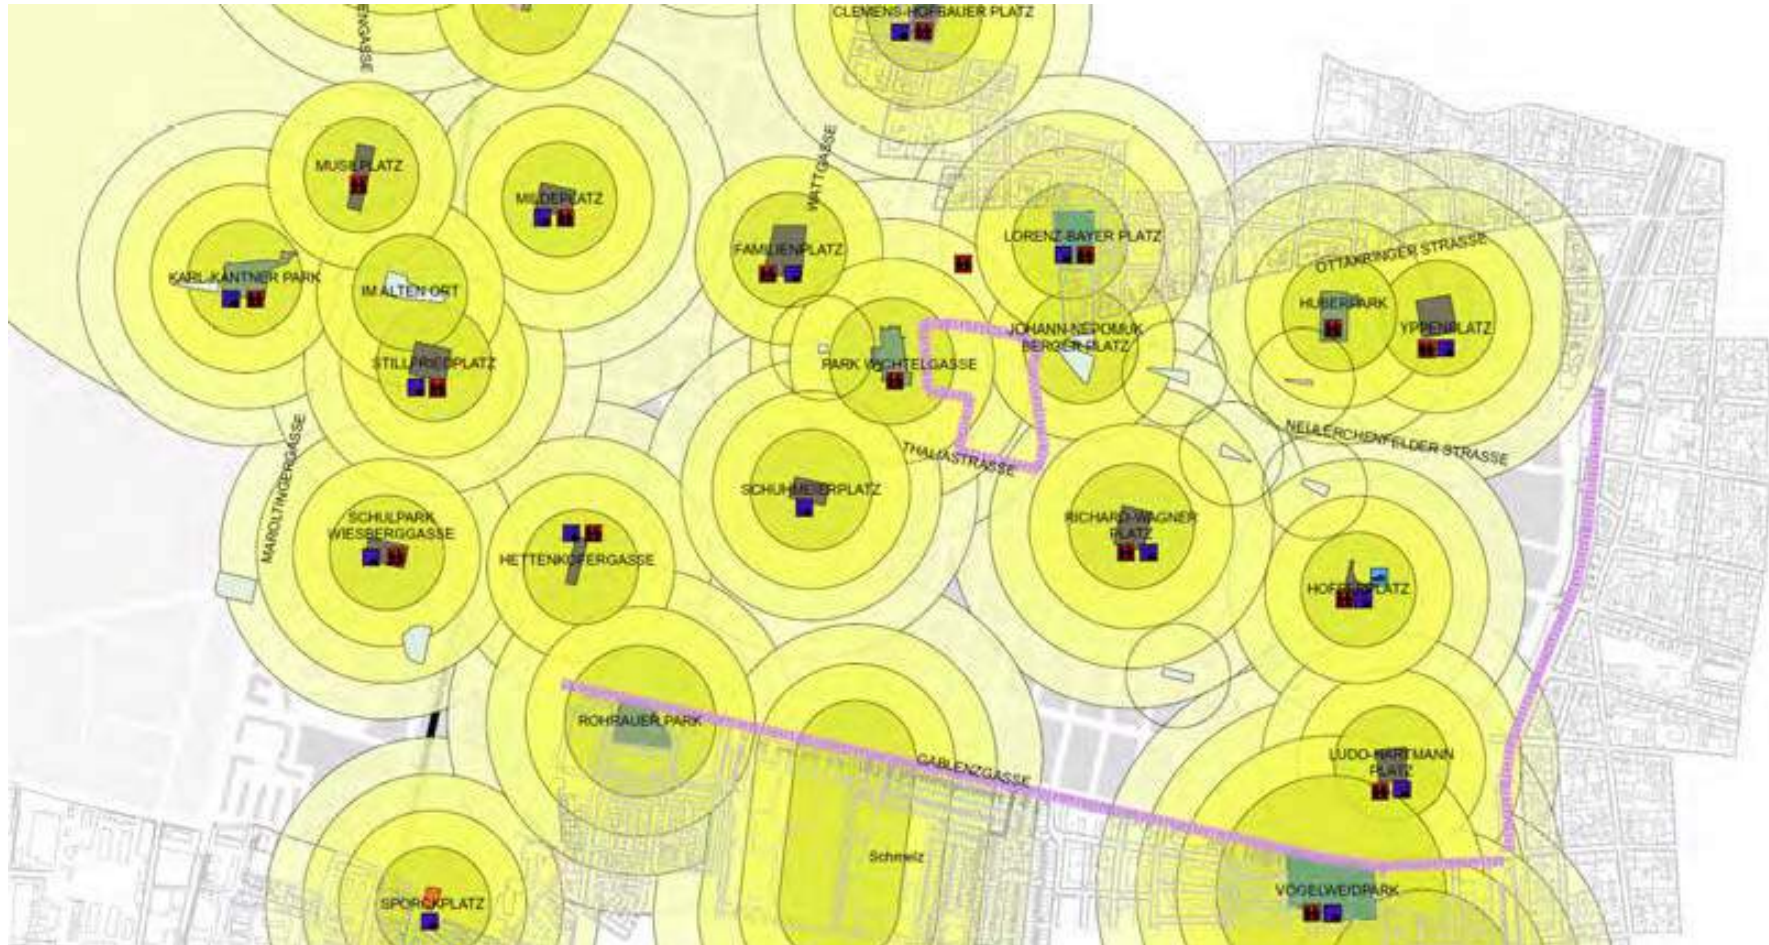 CLEMENS-HOFBAUER PLATZ
ENGASSE
MUSILPLATZ
MILDEPLATZ
WATTGASSE
FAMILIENPLATZ
LORENZ-BAYER PLATZ
OTTAKRINGER STRASSE
KARL-KANTNER PARK
IM ALTEN ORT
HUBERPARK
YPPENPLATZ
JOHANN-NEPOMUK
BERGER PLATZ
STILLFRIEDPLATZ
PARK WICHTELGASSE
NEULERCHENFELDER STRASSE
THALIASTRASSE
MAROLTINGERGASSE
SCHUHMEIERPLATZ
SCHULPARK
WIESBERGGASSE
RICHARD-WAGNER
PLATZ
HETTENKOFERGASSE
HOFFERPLATZ
ROHRAUER PARK
GABLENZGASSE
LUDO-HARTMANN
PLATZ
Schmelz
SPORCKPLATZ
VOGELWEIDPARK